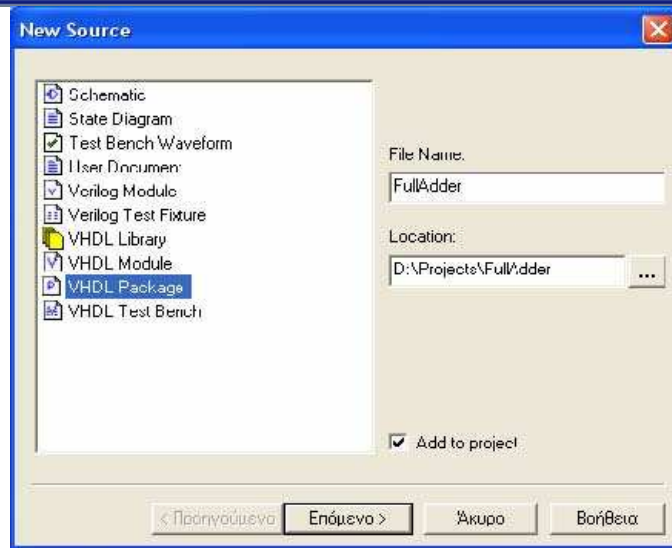 New Source
Schematic
State Diagram
Test Bench Waveform
User Document
Verilog Module
Verilog Test Fixture
VHDL Library
VHDL Module
VHDL Package
VHDL Test Bench
File Name:
FullAdder
Location:
D:\Projects\FullAdder
...
Add to project
< Προηγούμενο
Επόμενο >
Άκυρο
Βοήθεια